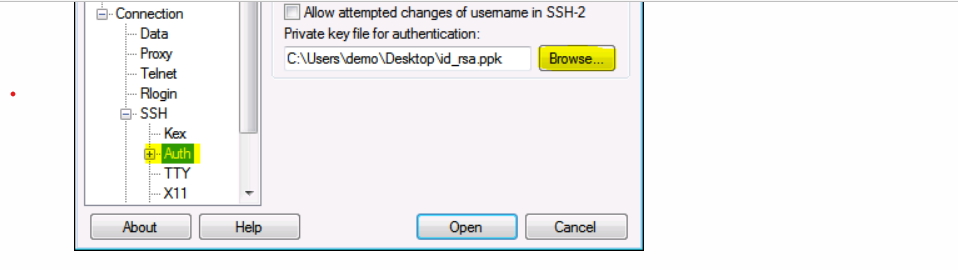 Connection
Data
Proxy
Telnet
Rlogin
SSH
Kex
Auth
TTY
X11
Allow attempted changes of username in SSH-2
Private key file for authentication:
C:\Users\demo\Desktop\id_rsa.ppk
Browse...
About
Help
Open
Cancel